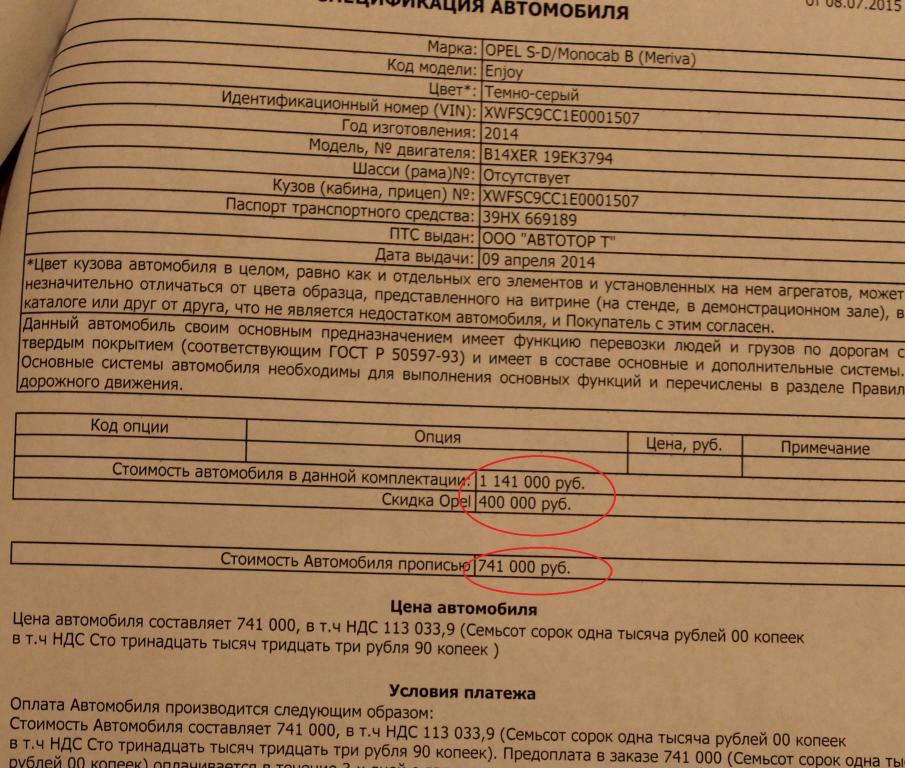 СПЕЦИФИКАЦИЯ АВТОМОБИЛЯ
от 08.07.2015
Марка: OPEL S-D/Monocab B (Meriva)
Код модели: Enjoy
Цвет*: Темно-серый
Идентификационный номер (VIN): XWFSC9CC1E0001507
Год изготовления: 2014
Модель, № двигателя: B14XER 19EK3794
Шасси (рама)№: Отсутствует
Кузов (кабина, прицеп) №: XWFSC9CC1E0001507
Паспорт транспортного средства: 39НХ 669189
ПТС выдан: ООО "АВТОТОР Т"
Дата выдачи: 09 апреля 2014
*Цвет кузова автомобиля в целом, равно как и отдельных его элементов и установленных на нем агрегатов, может
незначительно отличаться от цвета образца, представленного на витрине (на стенде, в демонстрационном зале), в
каталоге или друг от друга, что не является недостатком автомобиля, и Покупатель с этим согласен.
Данный автомобиль своим основным предназначением имеет функцию перевозки людей и грузов по дорогам с
твердым покрытием (соответствующим ГОСТ Р 50597-93) и имеет в составе основные и дополнительные системы.
Основные системы автомобиля необходимы для выполнения основных функций и перечислены в разделе Правил
дорожного движения.
Код опции Опция Цена, руб. Примечание
Стоимость автомобиля в данной комплектации: 1 141 000 руб.
Скидка Opel 400 000 руб.
Стоимость Автомобиля прописью 741 000 руб.
Цена автомобиля
Цена автомобиля составляет 741 000, в т.ч НДС 113 033,9 (Семьсот сорок одна тысяча рублей 00 копеек
в т.ч НДС Сто тринадцать тысяч тридцать три рубля 90 копеек )
Условия платежа
Оплата Автомобиля производится следующим образом:
Стоимость Автомобиля составляет 741 000, в т.ч НДС 113 033,9 (Семьсот сорок одна тысяча рублей 00 копеек
в т.ч НДС Сто тринадцать тысяч тридцать три рубля 90 копеек). Предоплата в заказе 741 000 (Семьсот сорок одна
рублей 00 копеек) оплачивается в течение